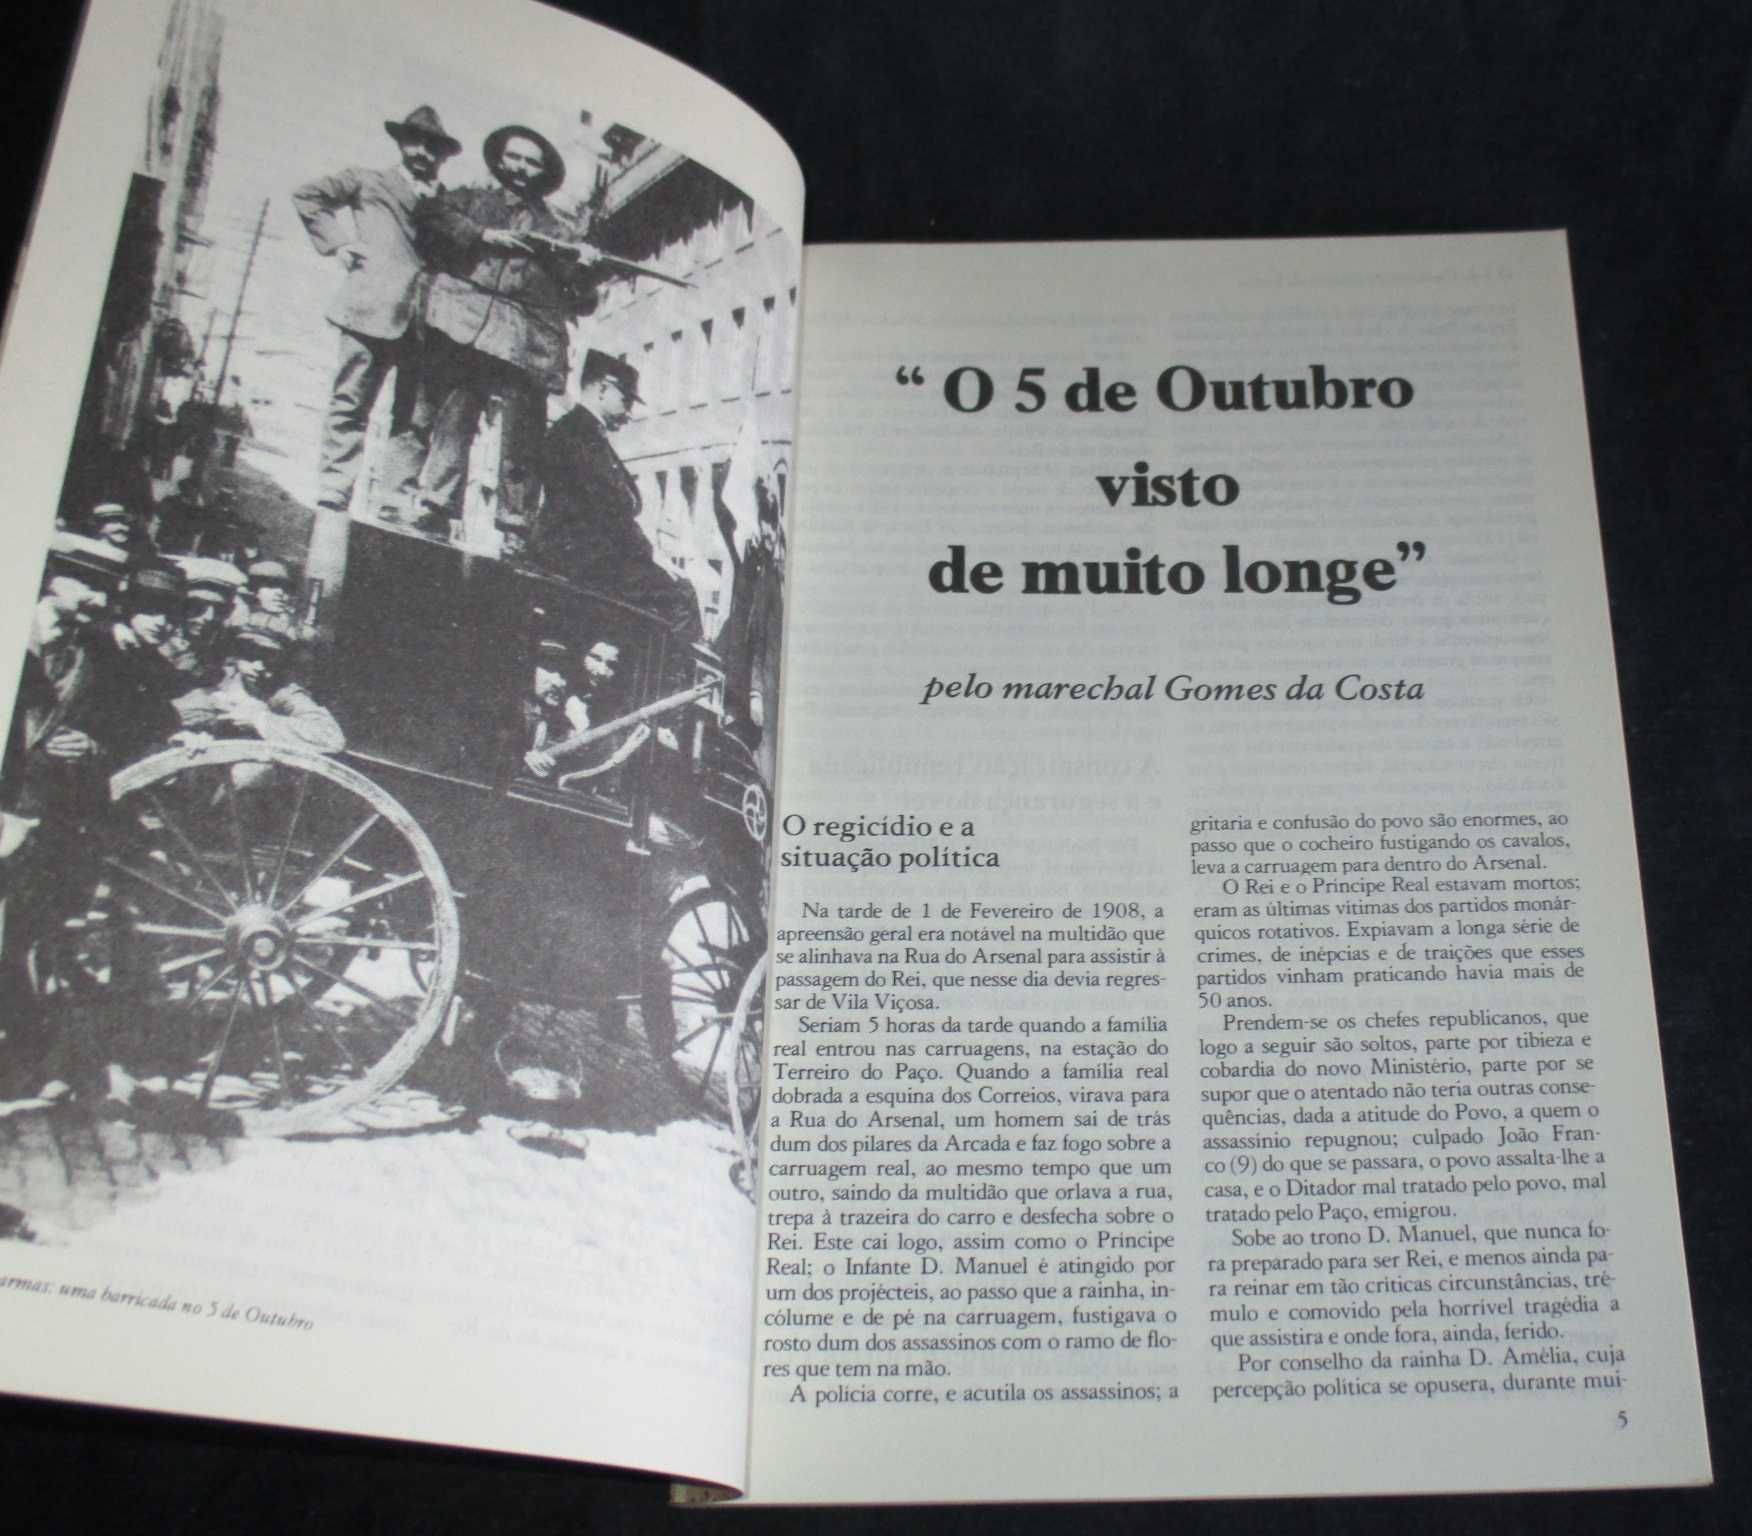 armas: uma barricada no 5 de Outubro
“ O 5 de Outubro
visto
de muito longe”
pelo marechal Gomes da Costa
O regicídio e a
situação política
Na tarde de 1 de Fevereiro de 1908, a
apreensão geral era notável na multidão que
se alinhava na Rua do Arsenal para assistir à
passagem do Rei, que nesse dia devia regres-
sar de Vila Viçosa.
Seriam 5 horas da tarde quando a família
real entrou nas carruagens, na estação do
Terreiro do Paço. Quando a família real
dobrada a esquina dos Correios, virava para
a Rua do Arsenal, um homem sai de trás
dum dos pilares da Arcada e faz fogo sobre a
carruagem real, ao mesmo tempo que um
outro, saindo da multidão que orlava a rua,
trepa à trazeira do carro e desfecha sobre o
Rei. Este cai logo, assim como o Príncipe
Real; o Infante D. Manuel é atingido por
um dos projécteis, ao passo que a rainha, in-
cólume e de pé na carruagem, fustigava o
rosto dum dos assassinos com o ramo de flo-
res que tem na mão.
A polícia corre, e acutila os assassinos; a
gritaria e confusão do povo são enormes, ao
passo que o cocheiro fustigando os cavalos,
leva a carruagem para dentro do Arsenal.
O Rei e o Príncipe Real estavam mortos;
eram as últimas vítimas dos partidos monár-
quicos rotativos. Expiavam a longa série de
crimes, de inépcias e de traições que esses
partidos vinham praticando havia mais de
50 anos.
Prendem-se os chefes republicanos, que
logo a seguir são soltos, parte por tibieza e
cobardia do novo Ministério, parte por se
supor que o atentado não teria outras conse-
quências, dada a atitude do Povo, a quem o
assassínio repugnou; culpado João Fran-
co (9) do que se passara, o povo assalta-lhe a
casa, e o Ditador mal tratado pelo povo, mal
tratado pelo Paço, emigrou.
Sobe ao trono D. Manuel, que nunca fo-
ra preparado para ser Rei, e menos ainda pa-
ra reinar em tão críticas circunstâncias, tré-
mulo e comovido pela horrível tragédia a
que assistira e onde fora, ainda, ferido.
Por conselho da rainha D. Amélia, cuja
percepção política se opusera, durante mui-
5